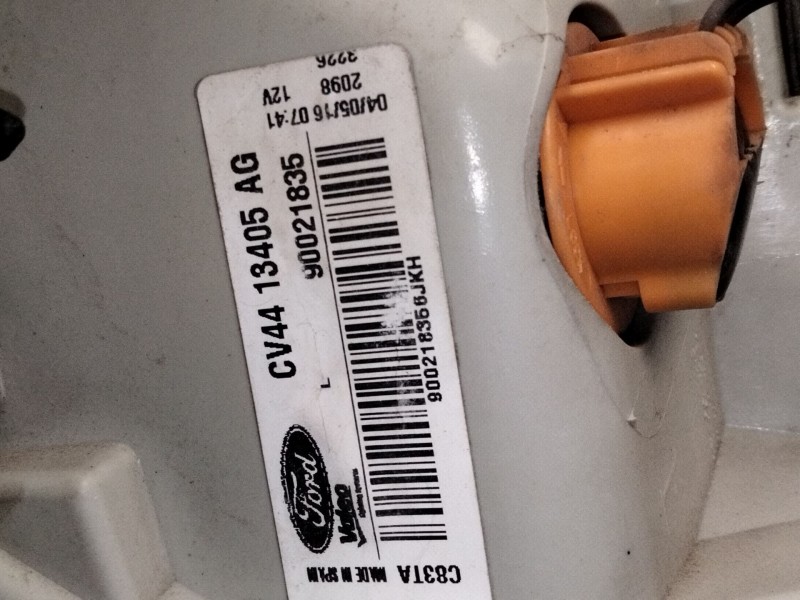 CV44 13405 AG
90021835
L
Ford
Valeo
900218356JKH
04/05/16 07:41
2098 12V
3226
C83TA MADE IN SPAIN